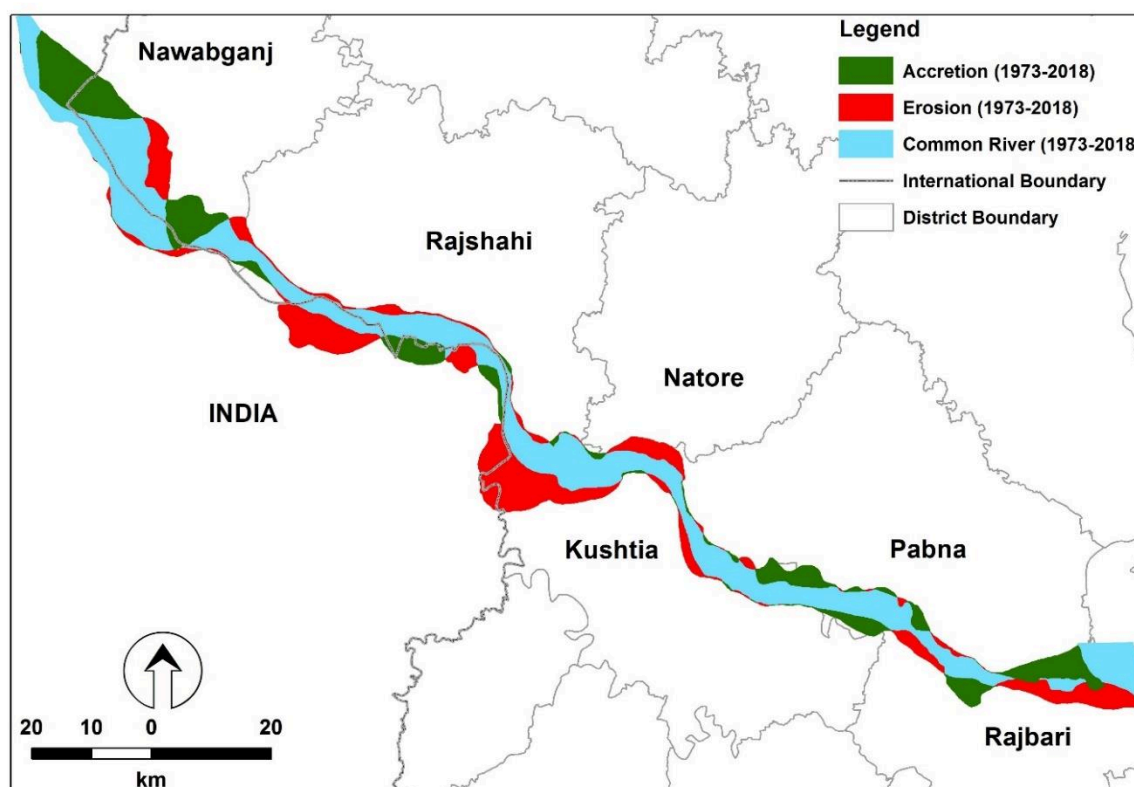 Nawabganj
Rajshahi
Natore
INDIA
Kushtia
Pabna
Rajbari
Legend
Accretion (1973-2018)
Erosion (1973-2018)
Common River (1973-2018
International Boundary
District Boundary
20 10 0 20
km